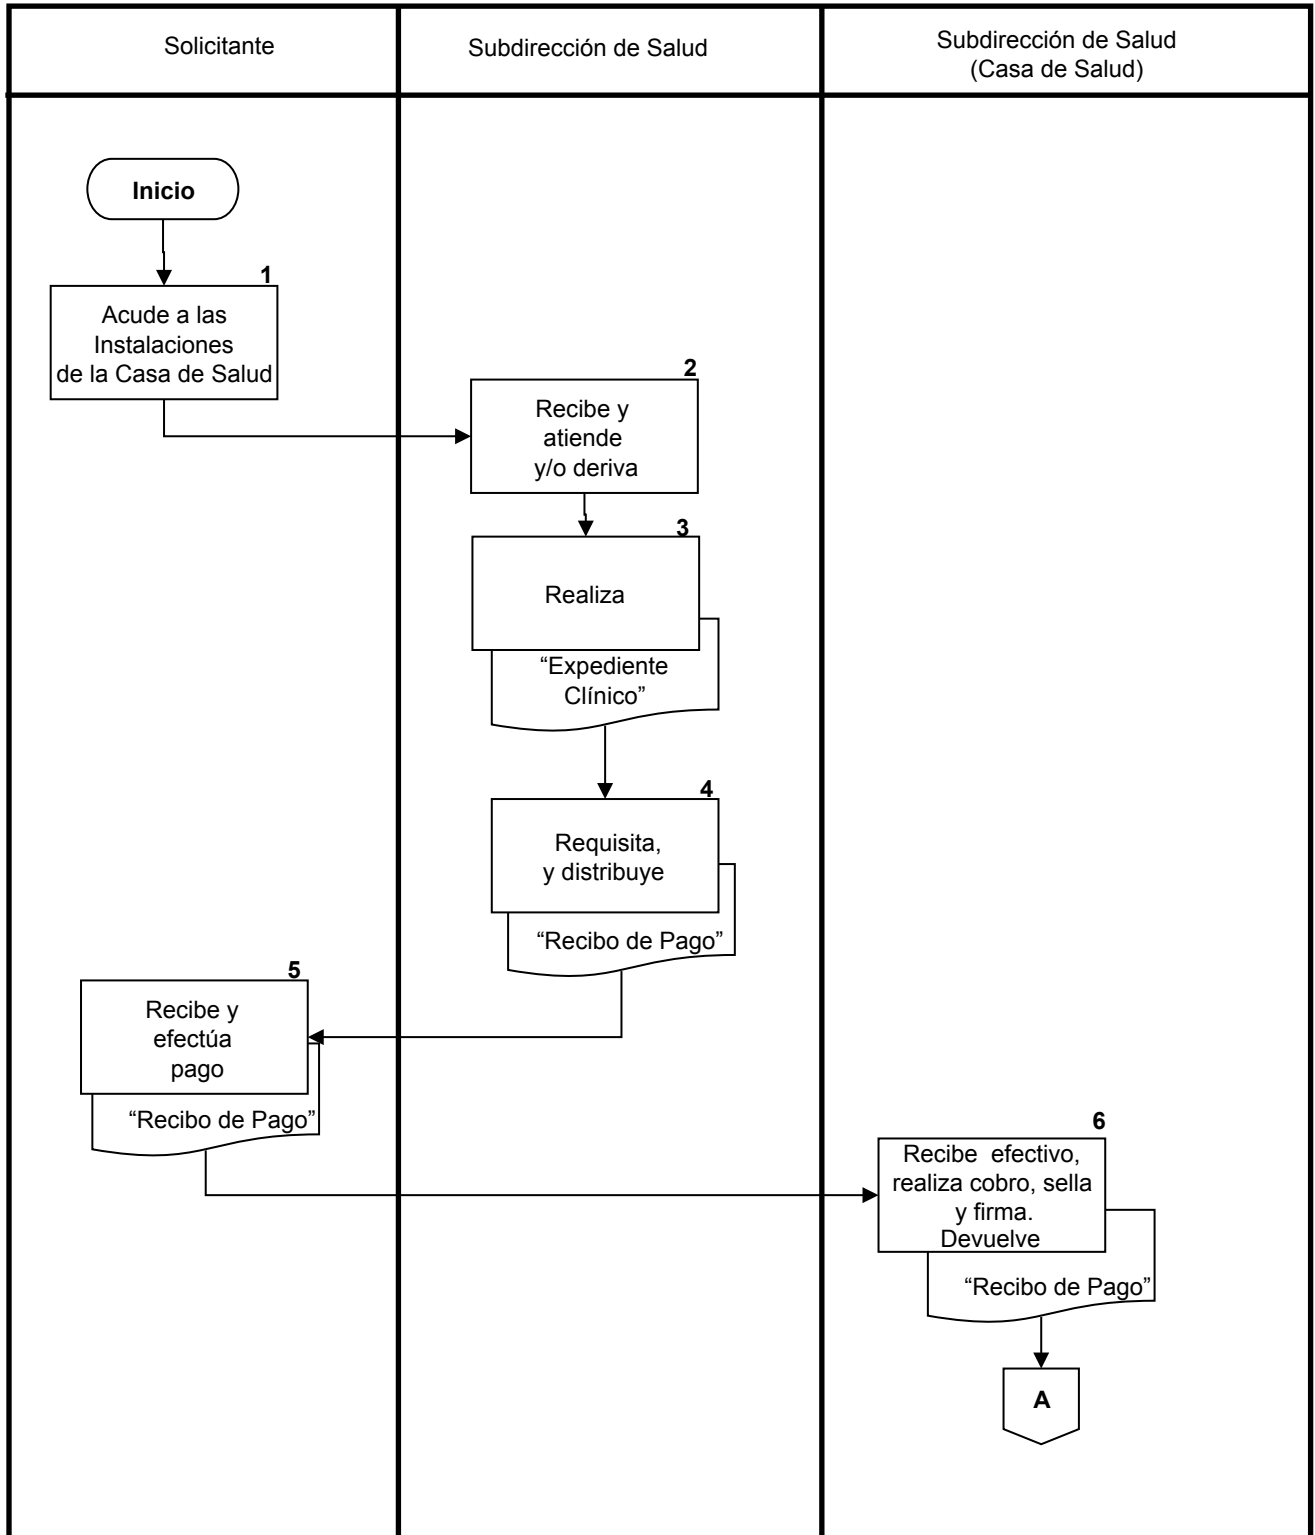 Solicitante
Subdirección de Salud
Subdirección de Salud
(Casa de Salud)
Inicio
1
Acude a las
Instalaciones
de la Casa de Salud
2
Recibe y
atiende
y/o deriva
3
Realiza
“Expediente
Clínico”
4
Requisita,
y distribuye
“Recibo de Pago”
5
Recibe y
efectúa
pago
“Recibo de Pago”
6
Recibe efectivo,
realiza cobro, sella
y firma.
Devuelve
“Recibo de Pago”
A